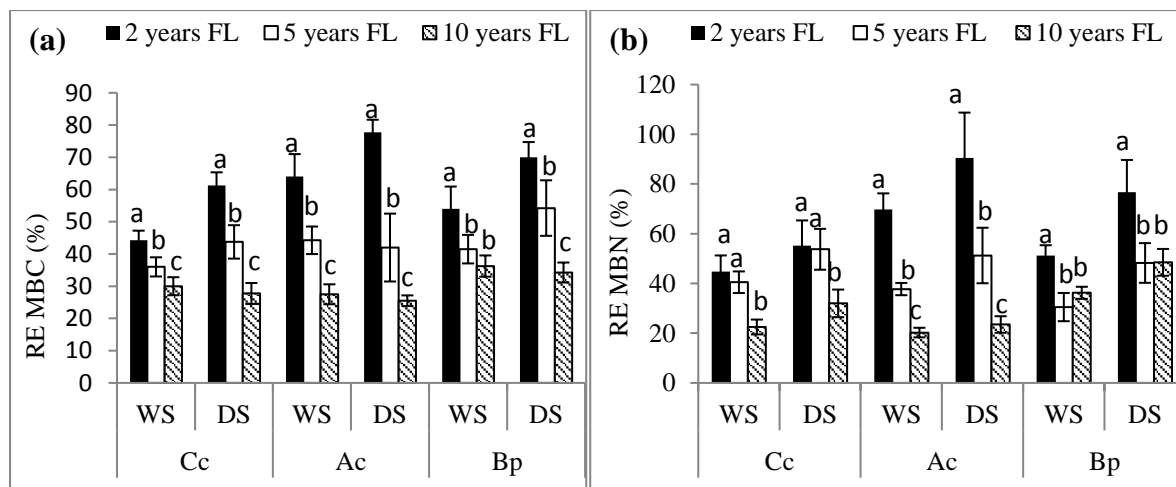 (a)
2 years FL 5 years FL 10 years FL
RE MBC (%)
90
80
70
60
50
40
30
20
10
0
a b c a b c a b c a b c a b b a b c
WS DS WS DS WS DS
Cc Ac Bp
(b)
2 years FL 5 years FL 10 years FL
RE MBN (%)
120
100
80
60
40
20
0
a a b a a b a b c a b c a b b a b b
WS DS WS DS WS DS
Cc Ac Bp